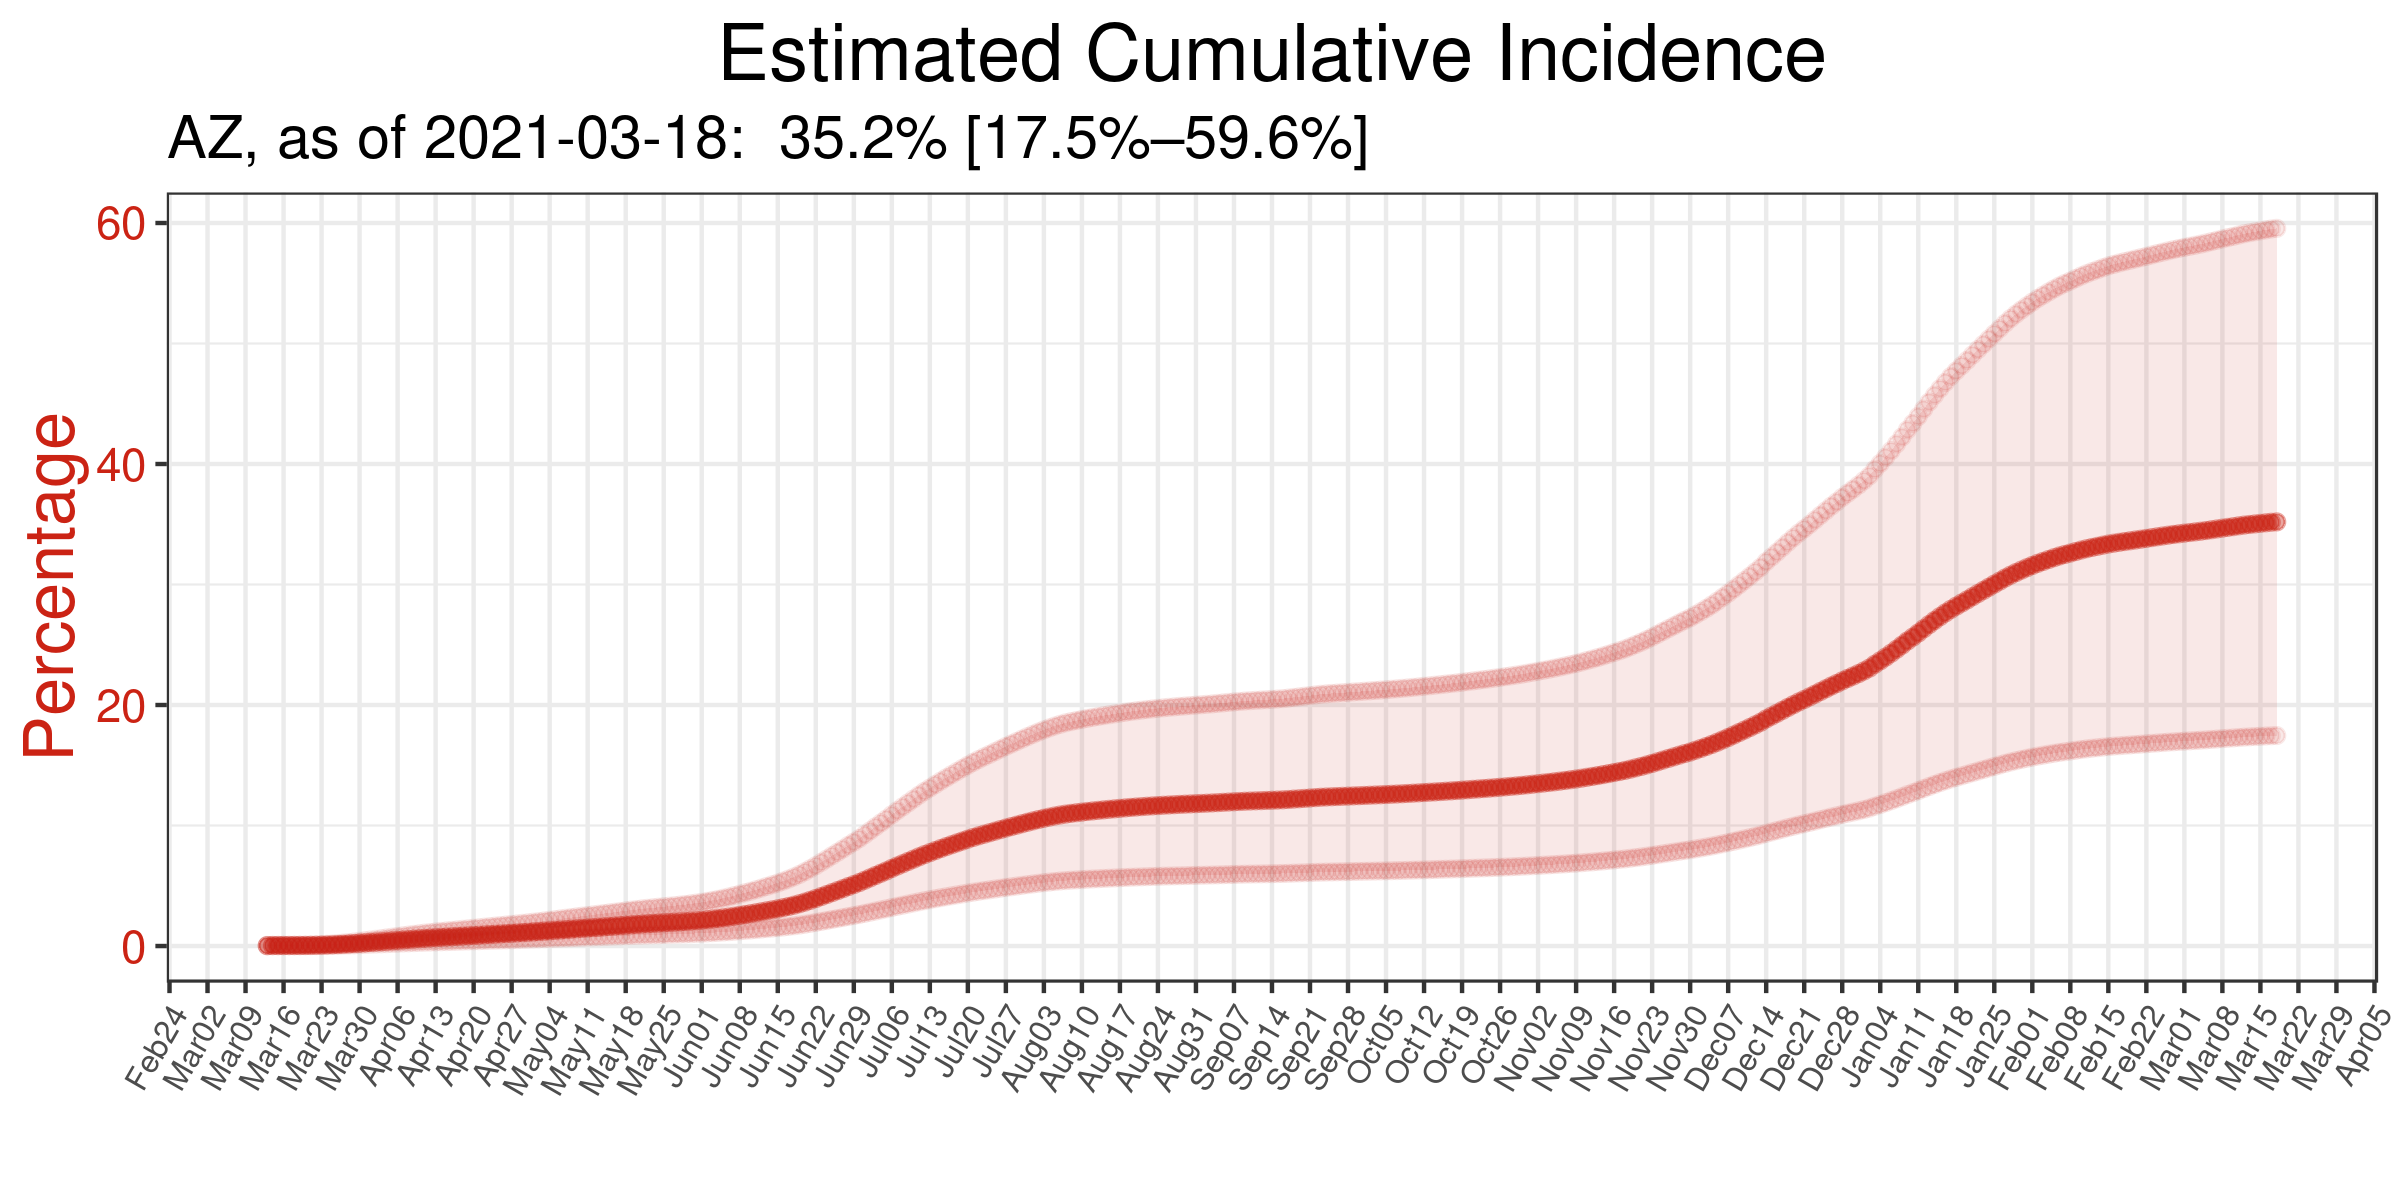 Estimated Cumulative Incidence
AZ, as of 2021-03-18:  35.2% [17.5%–59.6%]
Percentage
60
40
20
0
Feb24
Mar02
Mar09
Mar16
Mar23
Mar30
Apr06
Apr13
Apr20
Apr27
May04
May11
May18
May25
Jun01
Jun08
Jun15
Jun22
Jun29
Jul06
Jul13
Jul20
Jul27
Aug03
Aug10
Aug17
Aug24
Aug31
Sep07
Sep14
Sep21
Sep28
Oct05
Oct12
Oct19
Oct26
Nov02
Nov09
Nov16
Nov23
Nov30
Dec07
Dec14
Dec21
Dec28
Jan04
Jan11
Jan18
Jan25
Feb01
Feb08
Feb15
Feb22
Mar01
Mar08
Mar15
Mar22
Mar29
Apr05